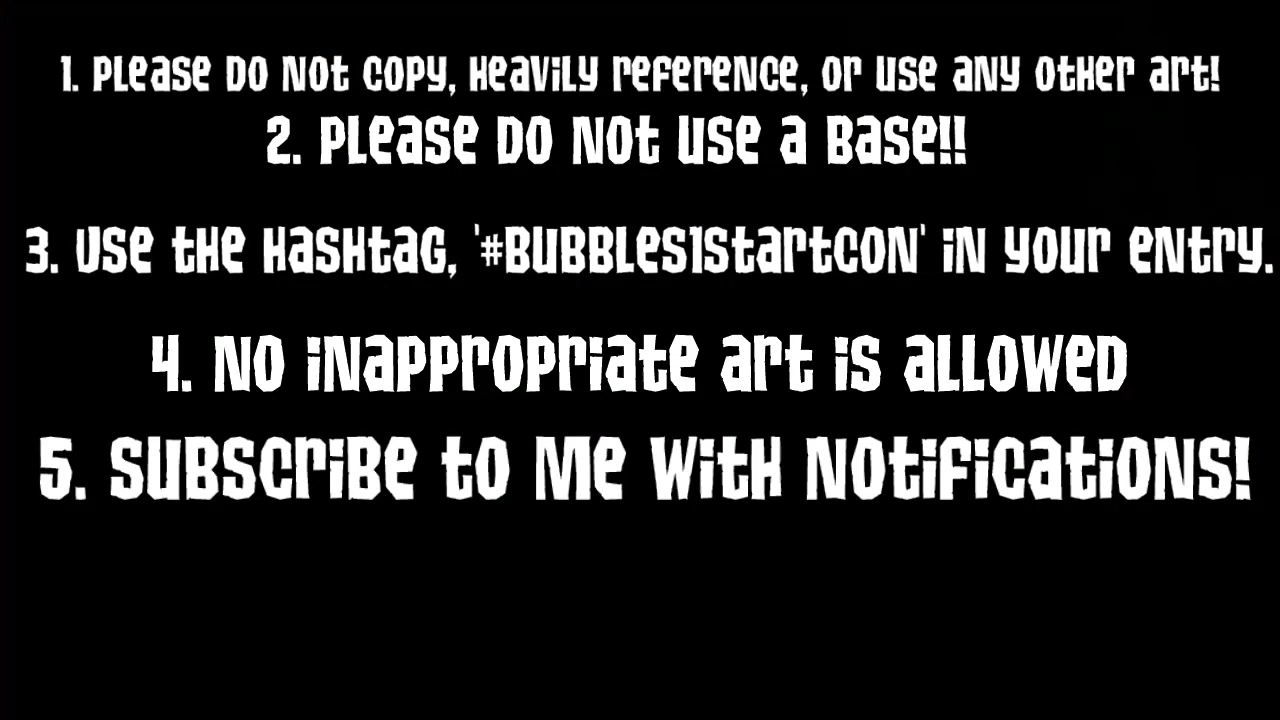 1. Please do not copy, heavily reference, or use any other art!
2. Please do not use a base!!
3. Use the hashtag, '#Bubbles1startcon' in your entry.
4. No inappropriate art is allowed
5. Subscribe to me with notifications!